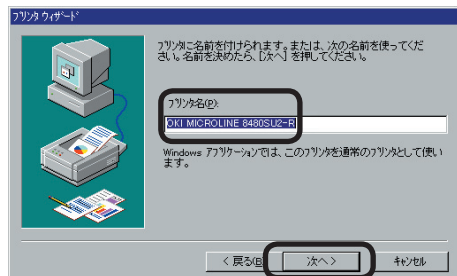 プリンタ ウィザード
プリンタに名前を付けられます。または、次の名前を使ってくだ
さい。名前を決めたら、[次へ] を押してください。
プリンタ名(P):
OKI MICROLINE 8480SU2-R
Windows アプリケーションでは、このプリンタを通常のプリンタとして使い
ます。
< 戻る(B) 次へ > キャンセル